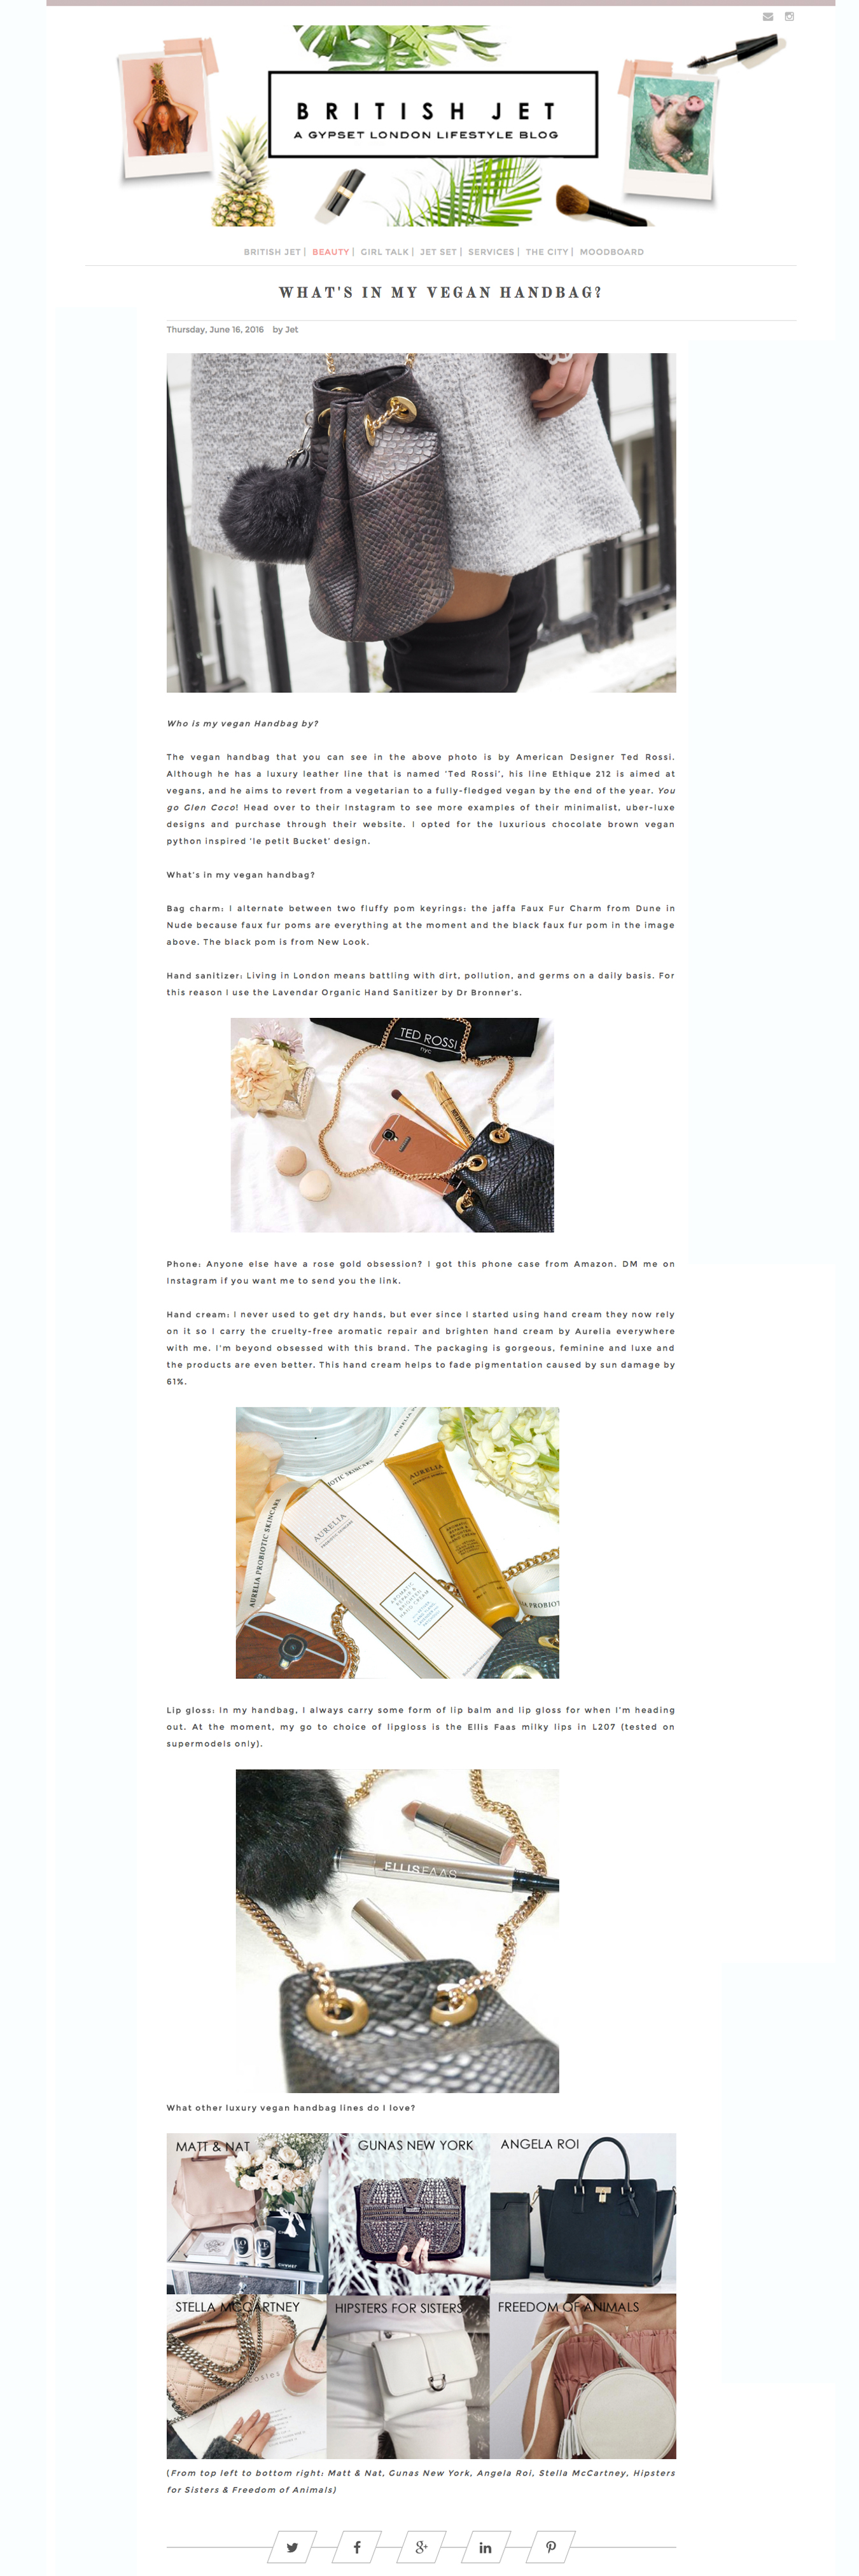 BRITISH JET
A GYPSET LONDON LIFESTYLE BLOG
BRITISH JET | BEAUTY | GIRL TALK | JET SET | SERVICES | THE CITY | MOODBOARD
WHAT'S IN MY VEGAN HANDBAG?
Thursday, June 16, 2016 by Jet
Who is my vegan Handbag by?
The vegan handbag that you can see in the above photo is by American Designer Ted Rossi.
Although he has a luxury leather line that is named 'Ted Rossi', his line Ethique 212 is aimed at
vegans, and he aims to revert from a vegetarian to a fully-fledged vegan by the end of the year. You
go Glen Coco! Head over to their Instagram to see more examples of their minimalist, uber-luxe
designs and purchase through their website. I opted for the luxurious chocolate brown vegan
python inspired 'le petit Bucket' design.
What's in my vegan handbag?
Bag charm: I alternate between two fluffy pom keyrings: the jaffa Faux Fur Charm from Dune in
Nude because faux fur poms are everything at the moment and the black faux fur pom in the image
above. The black pom is from New Look.
Hand sanitizer: Living in London means battling with dirt, pollution, and germs on a daily basis. For
this reason I use the Lavendar Organic Hand Sanitizer by Dr Bronner's.
TED ROSSI
nyc
Phone: Anyone else have a rose gold obsession? I got this phone case from Amazon. DM me on
Instagram if you want me to send you the link.
Hand cream: I never used to get dry hands, but ever since I started using hand cream they now rely
on it so I carry the cruelty-free aromatic repair and brighten hand cream by Aurelia everywhere
with me. I'm beyond obsessed with this brand. The packaging is gorgeous, feminine and luxe and
the products are even better. This hand cream helps to fade pigmentation caused by sun damage by
61%.
AURELIA PROBIOTIC SKINCARE
AURELIA
PROBIOTIC SKINCARE
AROMATIC
REPAIR &
BRIGHTEN
HAND CREAM
AURELIA
AROMATIC
REPAIR &
BRIGHTEN
HAND CREAM
Lip gloss: In my handbag, I always carry some form of lip balm and lip gloss for when I'm heading
out. At the moment, my go to choice of lipgloss is the Ellis Faas milky lips in L207 (tested on
supermodels only).
ELLISFAAS
What other luxury vegan handbag lines do I love?
MATT & NAT
GUNAS NEW YORK
ANGELA ROI
STELLA MCCARTNEY
HIPSTERS FOR SISTERS
FREEDOM OF ANIMALS
(From top left to bottom right: Matt & Nat, Gunas New York, Angela Roi, Stella McCartney, Hipsters
for Sisters & Freedom of Animals)